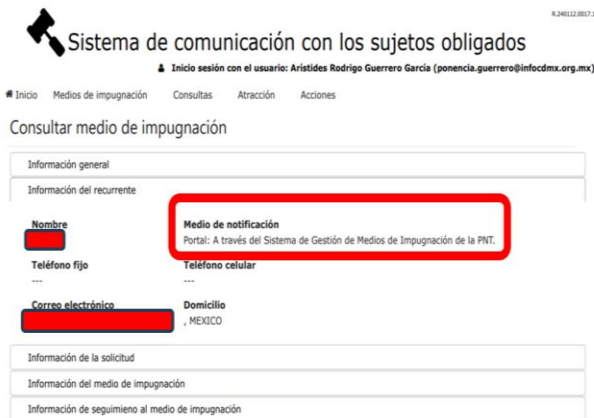 R.240112.0017.1
Sistema de comunicación con los sujetos obligados
Inicio sesión con el usuario: Arístides Rodrigo Guerrero García (ponencia.guerrero@infocdmx.org.mx)
Inicio Medios de impugnación Consultas Atracción Acciones
Consultar medio de impugnación
Información general
Información del recurrente
Nombre Medio de notificación
Portal: A través del Sistema de Gestión de Medios de Impugnación de la PNT.
Teléfono fijo Teléfono celular
--- ---
Correo electrónico Domicilio
, MEXICO
Información de la solicitud
Información del medio de impugnación
Información de seguimieno al medio de impugnación